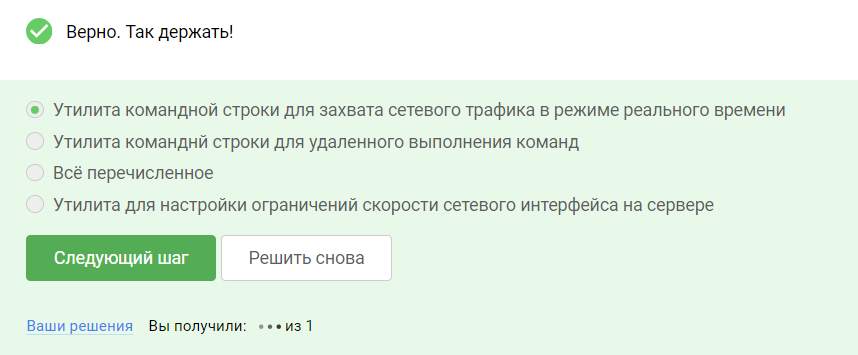 Верно. Так держать!
Утилита командной строки для захвата сетевого трафика в режиме реального времени
Утилита команднй строки для удаленного выполнения команд
Всё перечисленное
Утилита для настройки ограничений скорости сетевого интерфейса на сервере
Следующий шаг
Решить снова
Ваши решения Вы получили: ••• из 1